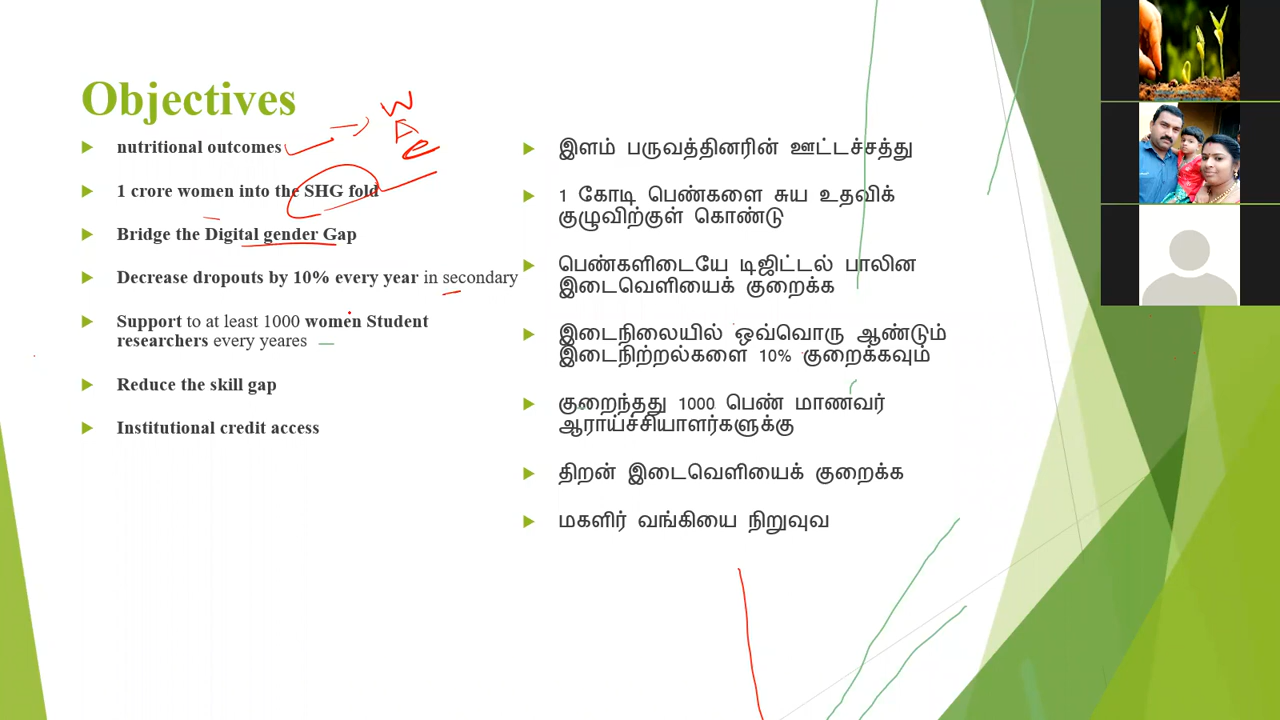 Objectives
nutritional outcomes
1 crore women into the SHG fold
Bridge the Digital gender Gap
Decrease dropouts by 10% every year in secondary
Support to at least 1000 women Student
researchers every yeares
Reduce the skill gap
Institutional credit access
W
A
e
இளம் பருவத்தினரின் ஊட்டச்சத்து
1 கோடி பெண்களை சுய உதவிக்
குழுவிற்குள் கொண்டு
பெண்களிடையே டிஜிட்டல் பாலின
இடைவெளியைக் குறைக்க
இடைநிலையில் ஒவ்வொரு ஆண்டும்
இடைநிற்றல்களை 10% குறைக்கவும்
குறைந்தது 1000 பெண் மாணவர்
ஆராய்ச்சியாளர்களுக்கு
திறன் இடைவெளியைக் குறைக்க
மகளிர் வங்கியை நிறுவுவ